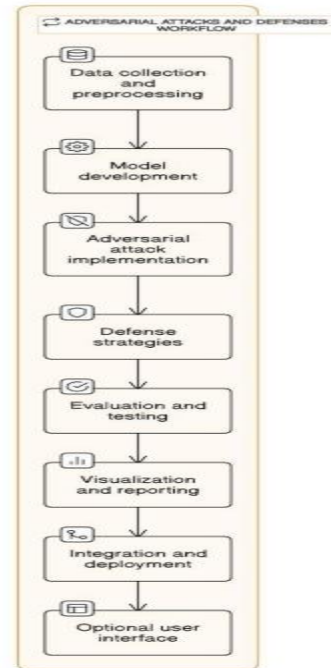 ADVERSARIAL ATTACKS AND DEFENSES
WORKFLOW
Data collection
and
preprocessing
Model
development
Adversarial
attack
implementation
Defense
strategies
Evaluation and
testing
Visualization
and reporting
Integration and
deployment
Optional user
interface